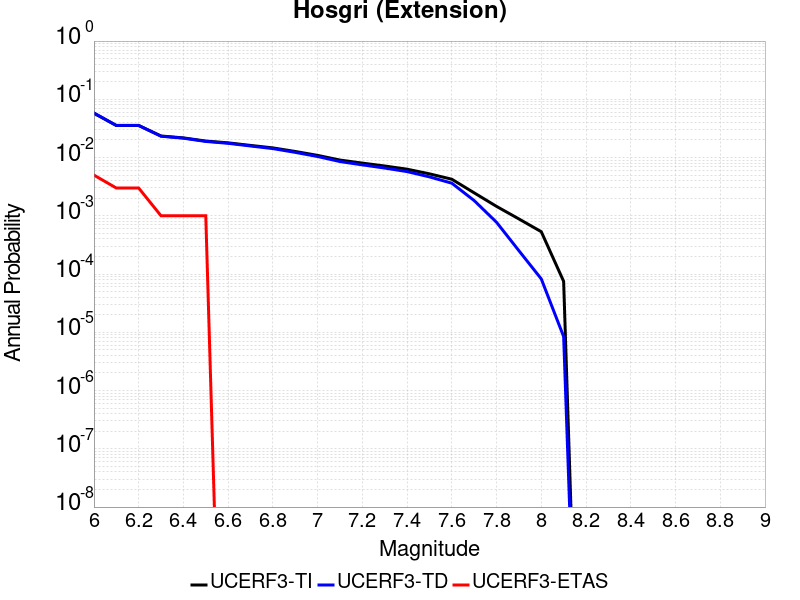 Hosgri (Extension)
Annual Probability
10^0
10^-1
10^-2
10^-3
10^-4
10^-5
10^-6
10^-7
10^-8
6 6.2 6.4 6.6 6.8 7 7.2 7.4 7.6 7.8 8 8.2 8.4 8.6 8.8 9
Magnitude
UCERF3-TI UCERF3-TD UCERF3-ETAS